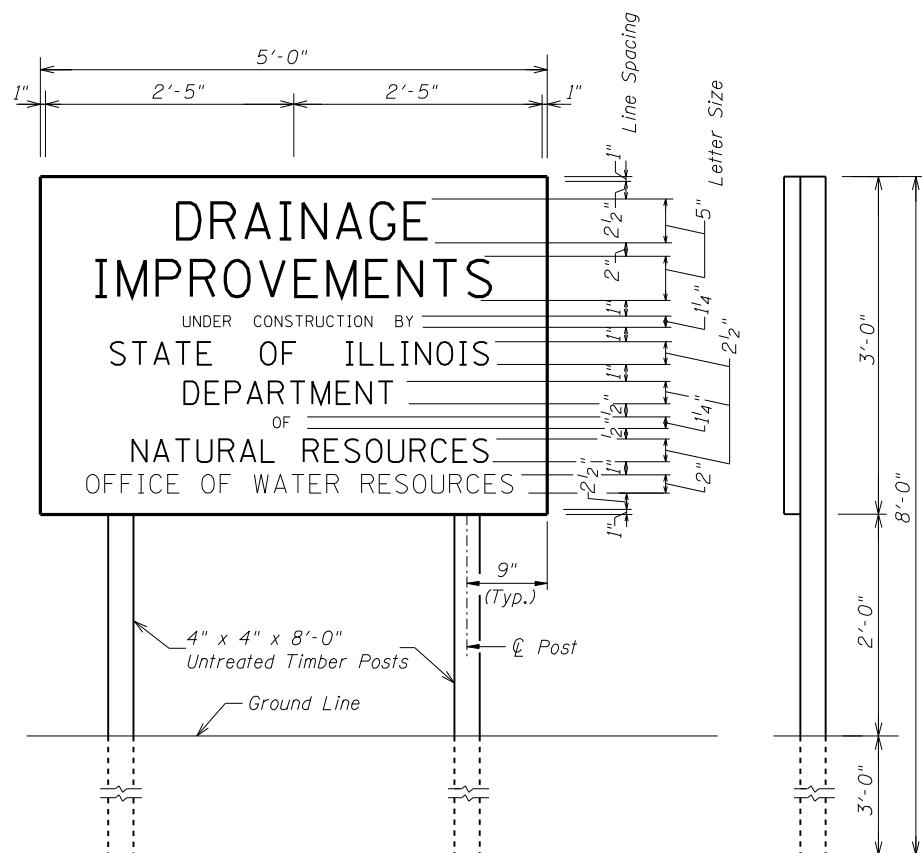 5'-0"
1" 2'-5" 2'-5" 1"
Line Spacing
Letter Size
DRAINAGE
IMPROVEMENTS
UNDER CONSTRUCTION BY
STATE OF ILLINOIS
DEPARTMENT
OF
NATURAL RESOURCES
OFFICE OF WATER RESOURCES
1"
2½"
2"
1"
1"
1"
½"
½"
1"
2½"
1"
5"
1¼"
2½"
1¼"
2"
3'-0"
8'-0"
2'-0"
3'-0"
9"
(Typ.)
℄ Post
4" x 4" x 8'-0"
Untreated Timber Posts
Ground Line